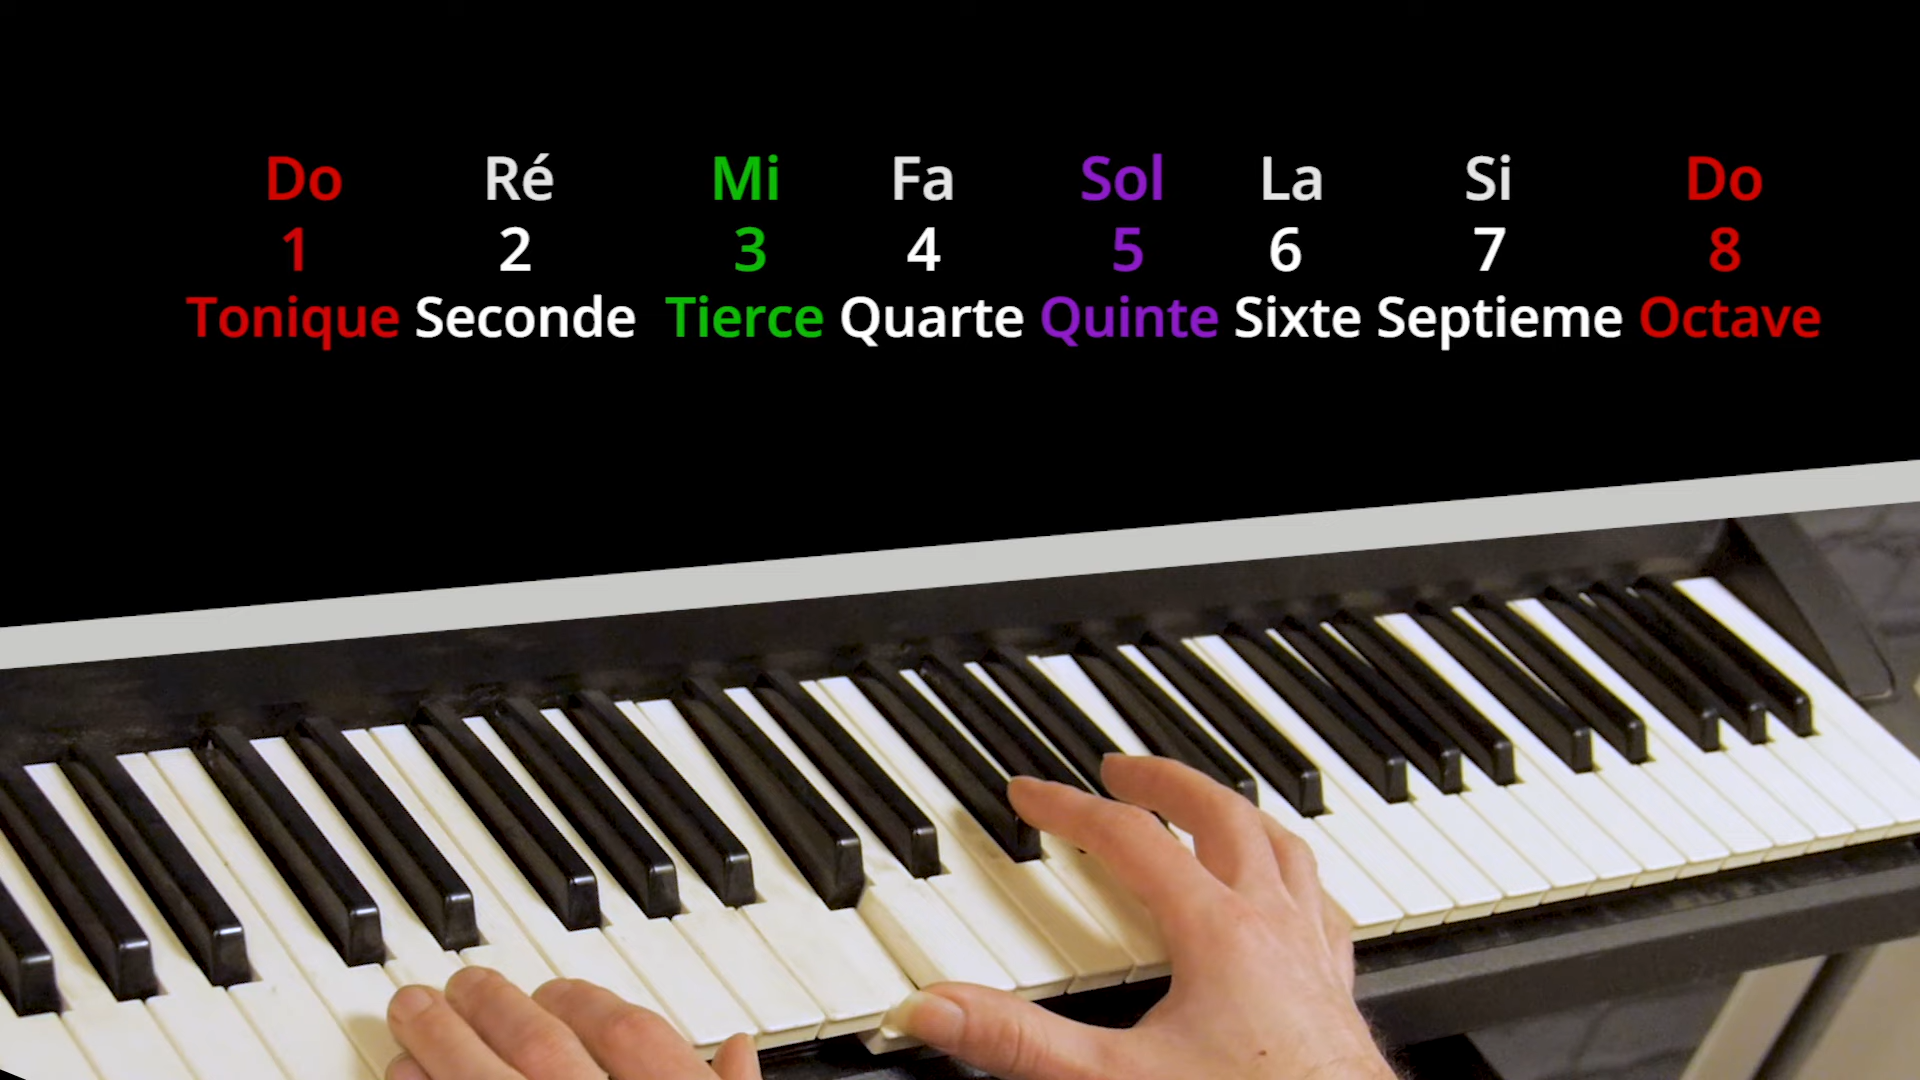 Do Ré Mi Fa Sol La Si Do
1 2 3 4 5 6 7 8
Tonique Seconde Tierce Quarte Quinte Sixte Septieme Octave